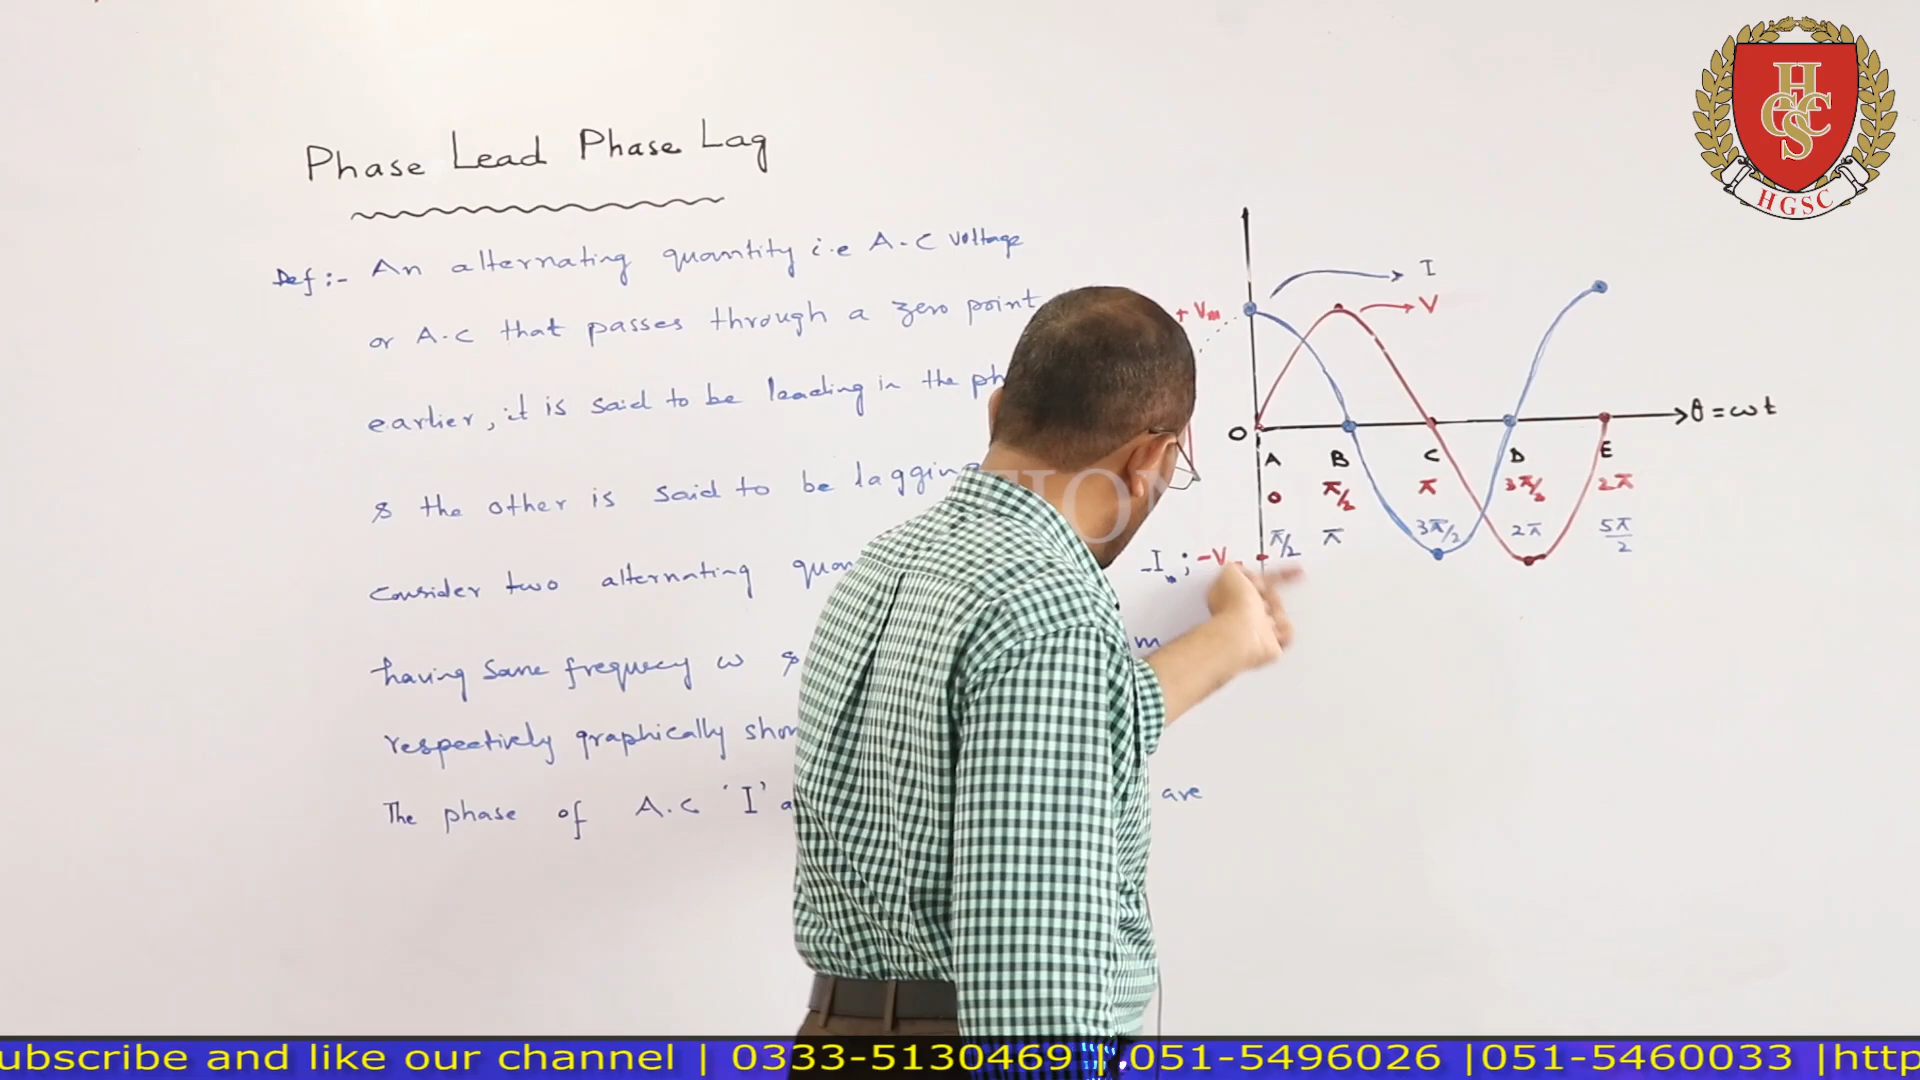 Phase Lead Phase Lag
Def :- An alternating quantity i.e A.C voltage
or A.C that passes through a zero point
earlier, it is said to be leading in the
& the other is said to be lagging
Consider two alternating
having same frequency ω &
respectively graphically
The phase of A.C 'I' are
+ Vm
I
V
O
θ = ωt
A B C D E
0 π/2 π 3π/2 2π
π/2 π 3π/2 2π 5π/2
-I ; -V
HGSC
HGSC
TION
ubscribe and like our channel | 0333-5130469 | 051-5496026 |051-5460033 |http